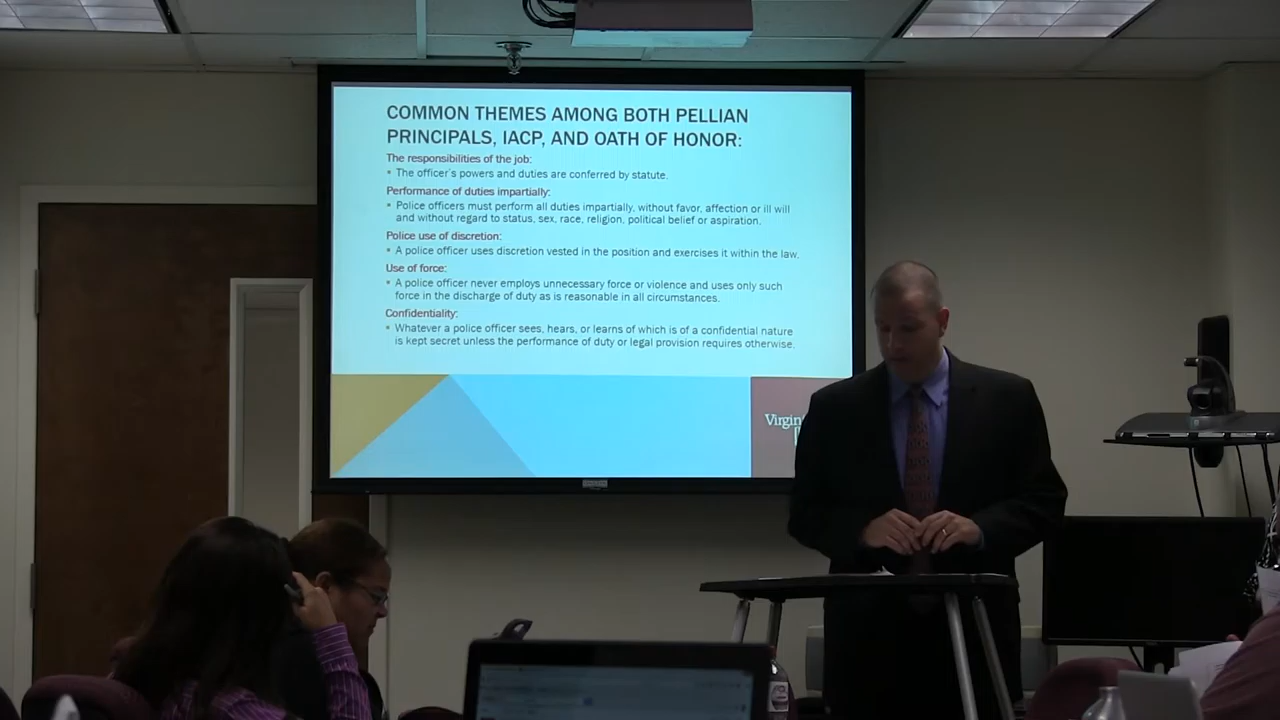 COMMON THEMES AMONG BOTH PELLIAN
PRINCIPALS, IACP, AND OATH OF HONOR:
The responsibilities of the job:
▪ The officer's powers and duties are conferred by statute.
Performance of duties impartially:
▪ Police officers must perform all duties impartially, without favor, affection or ill will
and without regard to status, sex, race, religion, political belief or aspiration.
Police use of discretion:
▪ A police officer uses discretion vested in the position and exercises it within the law.
Use of force:
▪ A police officer never employs unnecessary force or violence and uses only such
force in the discharge of duty as is reasonable in all circumstances.
Confidentiality:
▪ Whatever a police officer sees, hears, or learns of which is of a confidential nature
is kept secret unless the performance of duty or legal provision requires otherwise.
Virgin